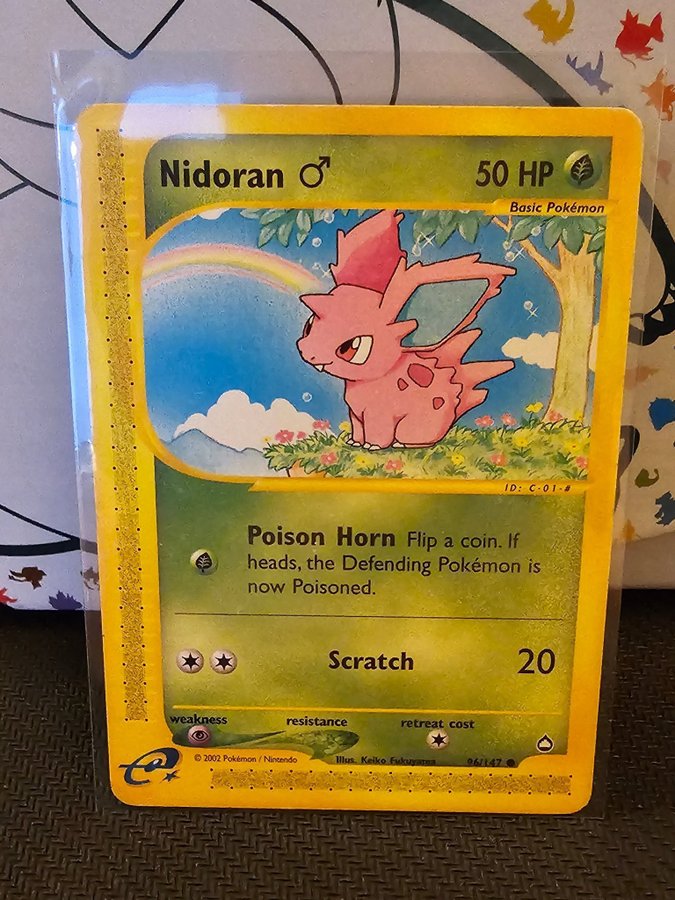 Nidoran ♂ 50 HP
Basic Pokémon
ID: C-01-#
Poison Horn Flip a coin. If
heads, the Defending Pokémon is
now Poisoned.
Scratch 20
weakness resistance retreat cost
© 2002 Pokémon / Nintendo Illus. Keiko Fukuyama 96/147